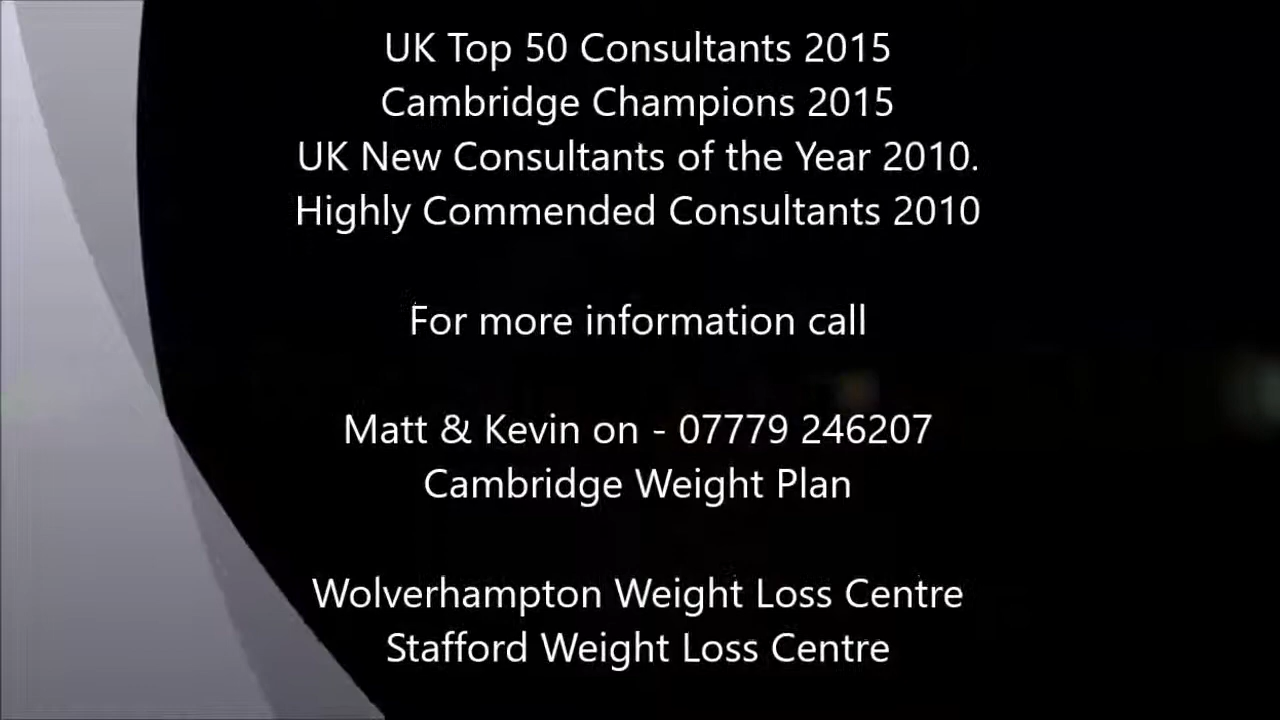 UK Top 50 Consultants 2015
Cambridge Champions 2015
UK New Consultants of the Year 2010.
Highly Commended Consultants 2010
For more information call
Matt & Kevin on - 07779 246207
Cambridge Weight Plan
Wolverhampton Weight Loss Centre
Stafford Weight Loss Centre